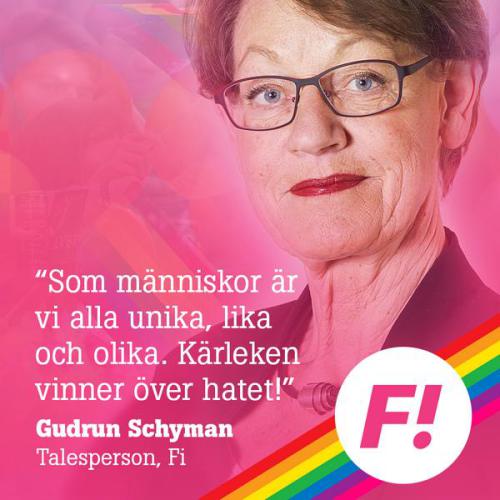 “Som människor är
vi alla unika, lika
och olika. Kärleken
vinner över hatet!”
Gudrun Schyman
Talesperson, Fi
F!